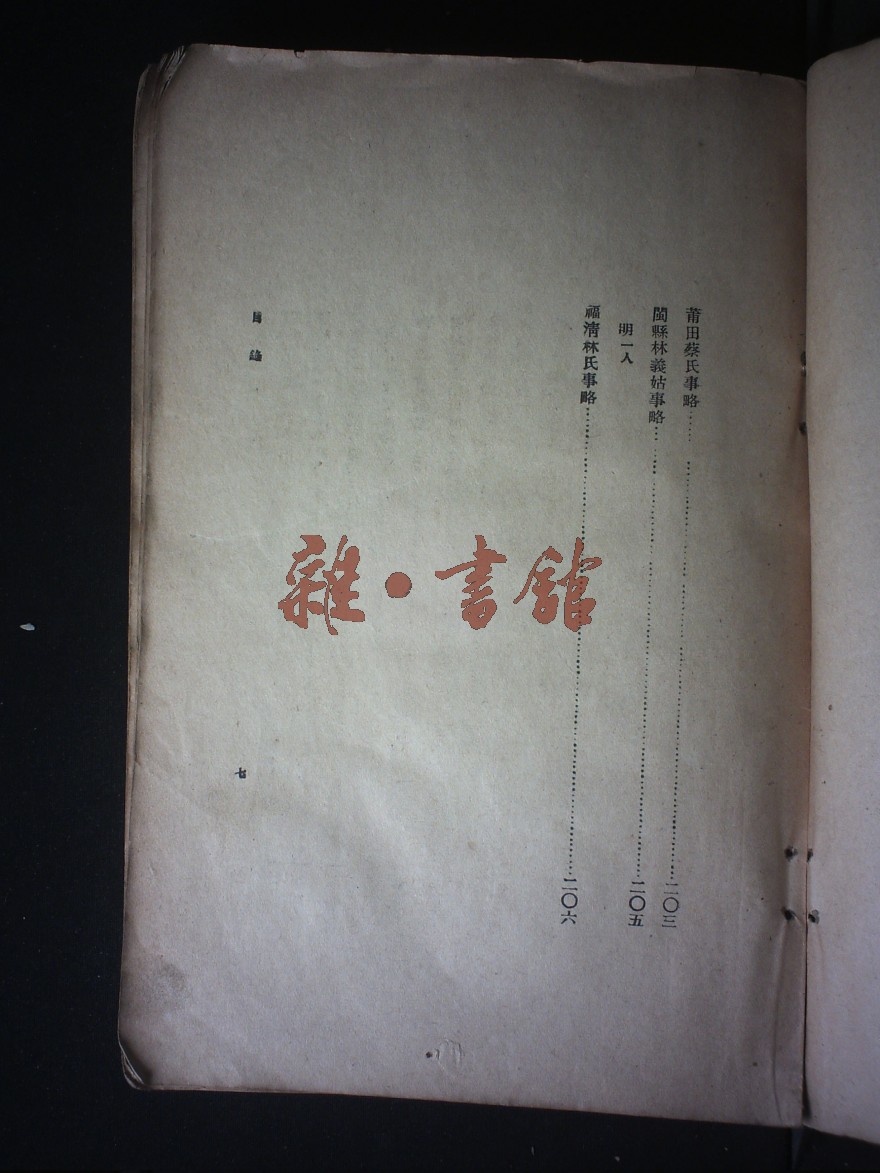 莆田蔡氏事略……………………二〇三
閩縣林義姑事略……………………二〇五
明一人
福淸林氏事略……………………二〇六
目錄
七
雜•書館